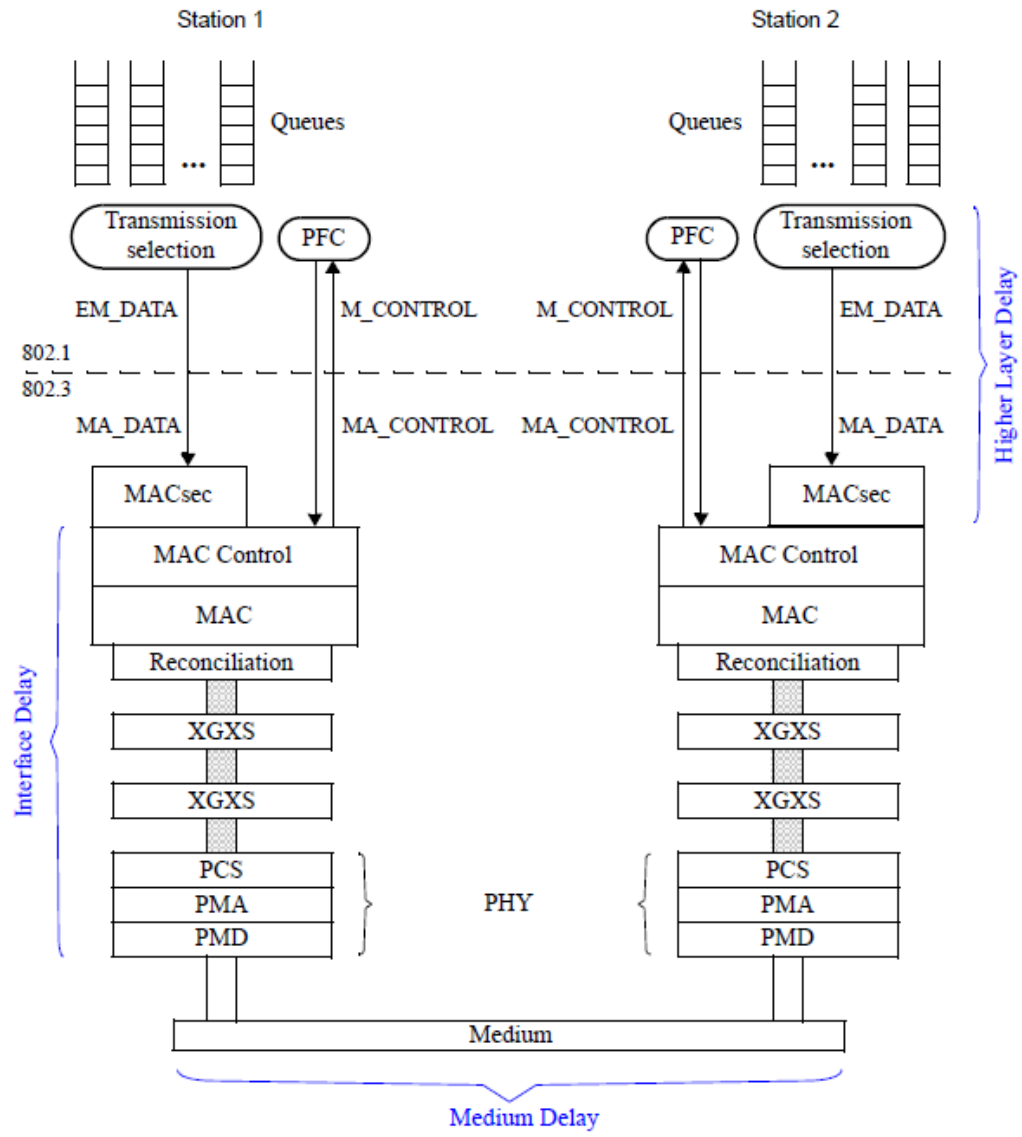 Station 1
Station 2
Queues
Queues
...
...
Transmission
selection
PFC
PFC
Transmission
selection
EM_DATA
M_CONTROL
M_CONTROL
EM_DATA
802.1
802.3
MA_DATA
MA_CONTROL
MA_CONTROL
MA_DATA
Higher Layer Delay
MACsec
MACsec
MAC Control
MAC Control
MAC
MAC
Reconciliation
Reconciliation
Interface Delay
XGXS
XGXS
XGXS
XGXS
PCS
PCS
PMA
PHY
PMA
PMD
PMD
Medium
Medium Delay